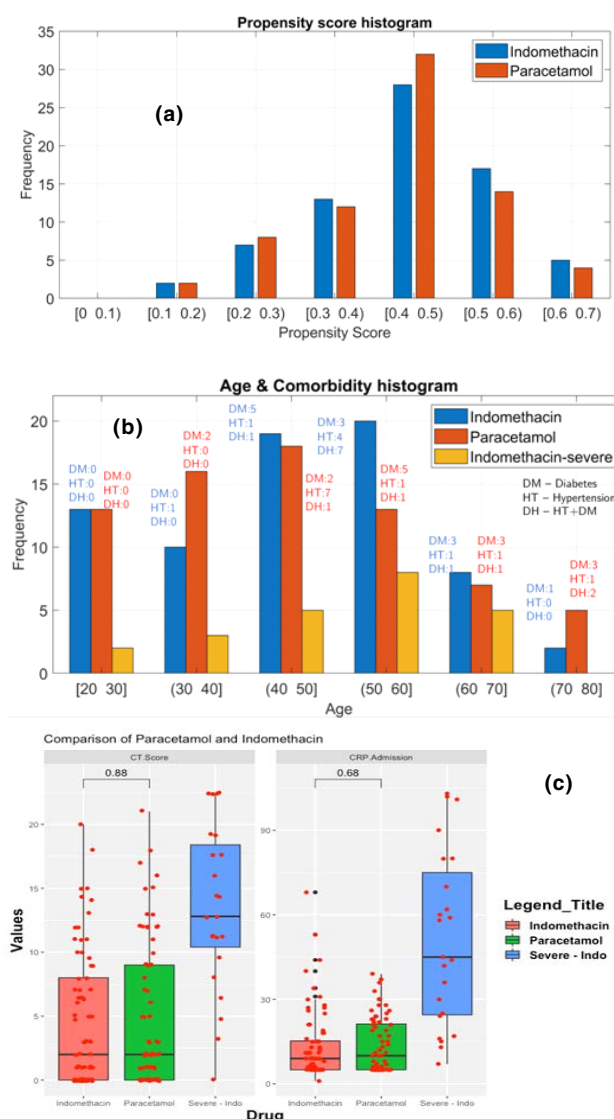 Propensity score histogram
35
30
25
20
15
10
5
0
Frequency
(a)
Indomethacin
Paracetamol
[0 0.1)
[0.1 0.2)
[0.2 0.3)
[0.3 0.4)
[0.4 0.5)
[0.5 0.6)
[0.6 0.7)
Propensity Score
Age & Comorbidity histogram
(b)
20
15
10
5
0
Frequency
DM:0
HT:0
DH:0
DM:0
HT:0
DH:0
DM:0
HT:1
DH:0
DM:2
HT:0
DH:0
DM:5
HT:1
DH:1
DM:2
HT:7
DH:1
DM:3
HT:4
DH:7
DM:5
HT:1
DH:1
DM:3
HT:1
DH:1
DM:3
HT:1
DH:1
DM:1
HT:0
DH:0
DM:3
HT:1
DH:2
Indomethacin
Paracetamol
Indomethacin-severe
DM – Diabetes
HT – Hypertension
DH – HT+DM
[20 30]
(30 40]
(40 50]
(50 60]
(60 70]
(70 80]
Age
Comparison of Paracetamol and Indomethacin
CT.Score
CRP.Admission
(c)
0.88
0.68
20
15
10
5
0
90
60
30
0
Values
Legend_Title
Indomethacin
Paracetamol
Severe - Indo
Indomethacin
Paracetamol
Severe - Indo
Indomethacin
Paracetamol
Severe - Indo
Drug